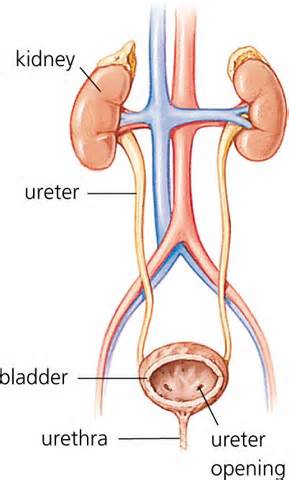 kidney
ureter
bladder
urethra
ureter
opening